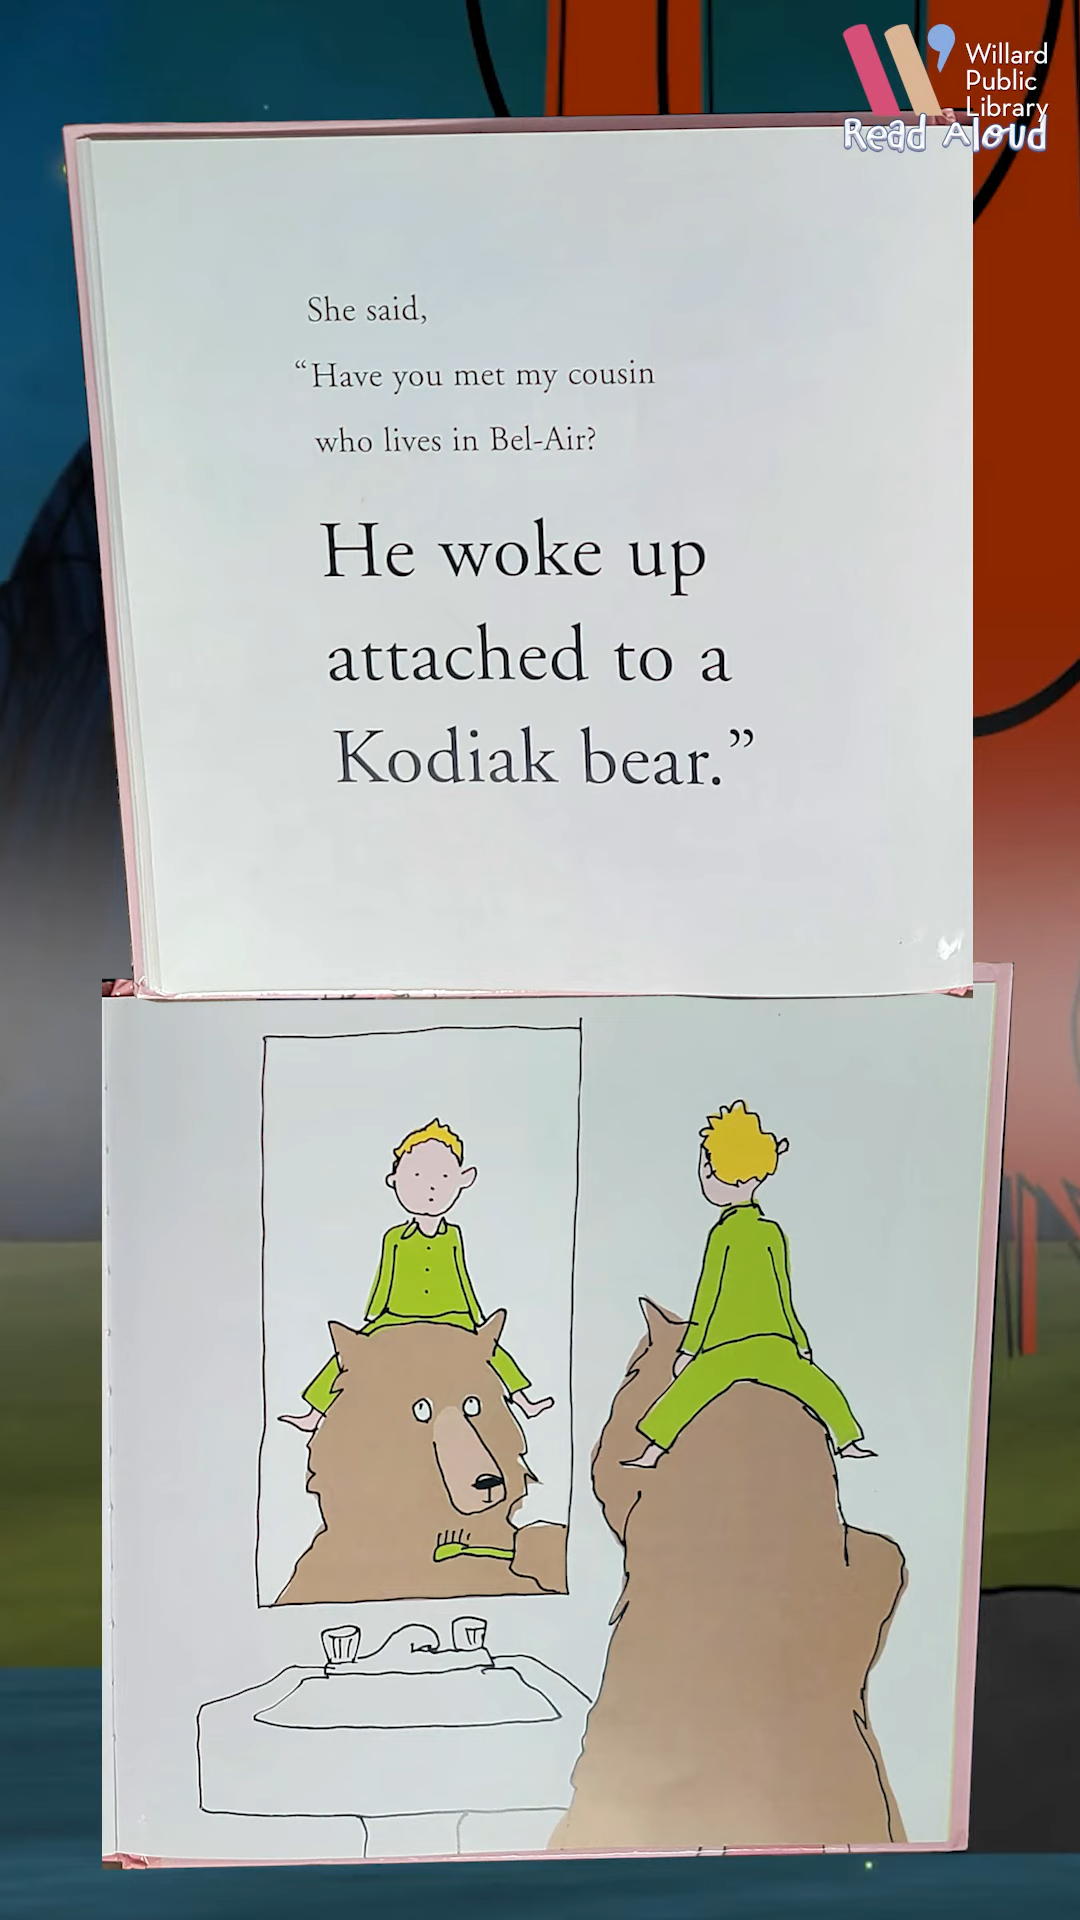 Willard
Public
Library
Read Aloud
She said,
“Have you met my cousin
who lives in Bel-Air?
He woke up
attached to a
Kodiak bear.”